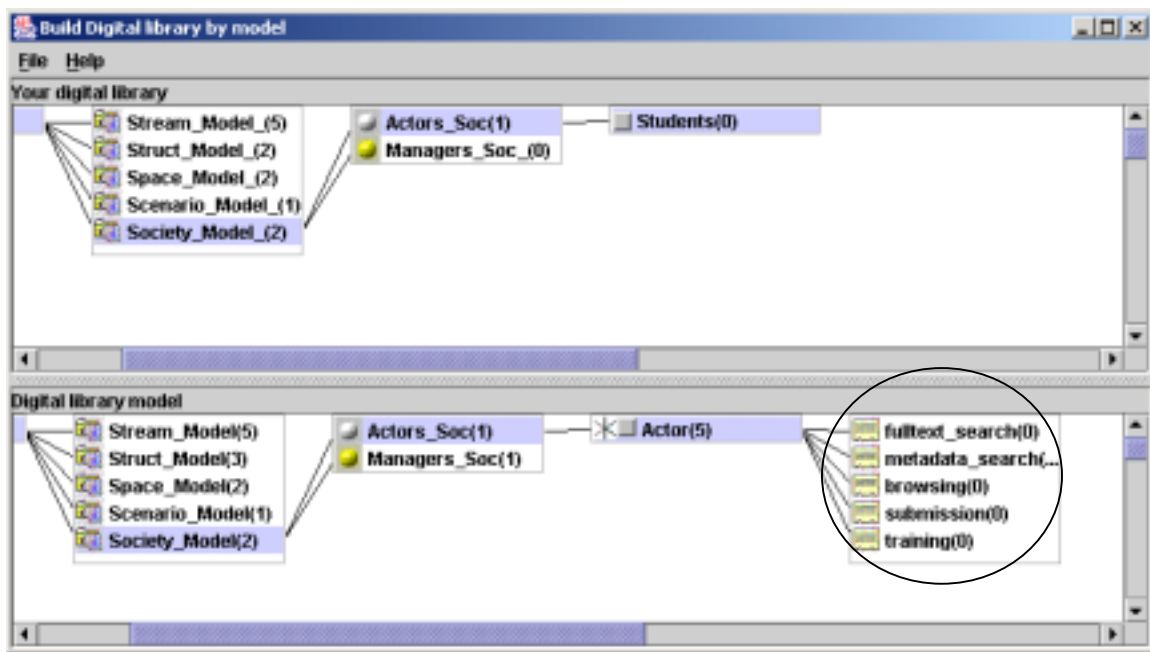 Build Digital library by model
File Help
Your digital library
Stream_Model_(5)
Struct_Model_(2)
Space_Model_(2)
Scenario_Model_(1)
Society_Model_(2)
Actors_Soc(1)
Managers_Soc_(0)
Students(0)
Digital library model
Stream_Model(5)
Struct_Model(3)
Space_Model(2)
Scenario_Model(1)
Society_Model(2)
Actors_Soc(1)
Managers_Soc(1)
Actor(5)
fulltext_search(0)
metadata_search(...
browsing(0)
submission(0)
training(0)